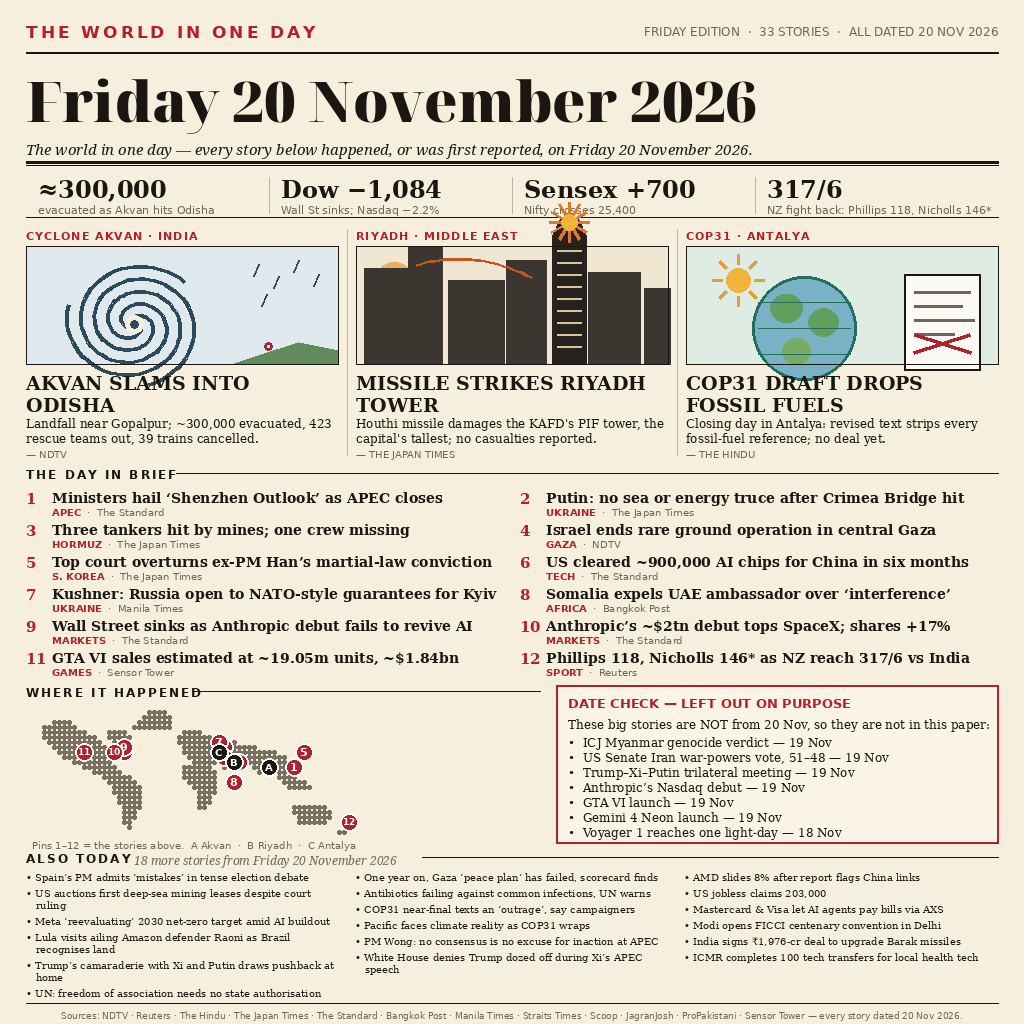 THE WORLD IN ONE DAY
FRIDAY EDITION · 33 STORIES · ALL DATED 20 NOV 2026
Friday 20 November 2026
The world in one day — every story below happened, or was first reported, on Friday 20 November 2026.
≈300,000
evacuated as Akvan hits Odisha
Dow −1,084
Wall St sinks; Nasdaq −2.2%
Sensex +700
Nifty crosses 25,400
317/6
NZ fight back: Phillips 118, Nicholls 146*
CYCLONE AKVAN · INDIA
AKVAN SLAMS INTO
ODISHA
Landfall near Gopalpur; ~300,000 evacuated, 423
rescue teams out, 39 trains cancelled.
— NDTV
RIYADH · MIDDLE EAST
MISSILE STRIKES RIYADH
TOWER
Houthi missile damages the KAFD's PIF tower, the
capital's tallest; no casualties reported.
— THE JAPAN TIMES
COP31 · ANTALYA
COP31 DRAFT DROPS
FOSSIL FUELS
Closing day in Antalya: revised text strips every
fossil-fuel reference; no deal yet.
— THE HINDU
THE DAY IN BRIEF
1 Ministers hail ‘Shenzhen Outlook’ as APEC closes
APEC · The Standard
2 Putin: no sea or energy truce after Crimea Bridge hit
UKRAINE · The Japan Times
3 Three tankers hit by mines; one crew missing
HORMUZ · The Japan Times
4 Israel ends rare ground operation in central Gaza
GAZA · NDTV
5 Top court overturns ex-PM Han’s martial-law conviction
S. KOREA · The Japan Times
6 US cleared ~900,000 AI chips for China in six months
TECH · The Standard
7 Kushner: Russia open to NATO-style guarantees for Kyiv
UKRAINE · Manila Times
8 Somalia expels UAE ambassador over ‘interference’
AFRICA · Bangkok Post
9 Wall Street sinks as Anthropic debut fails to revive AI
MARKETS · The Standard
10 Anthropic’s ~$2tn debut tops SpaceX; shares +17%
MARKETS · The Standard
11 GTA VI sales estimated at ~19.05m units, ~$1.84bn
GAMES · Sensor Tower
12 Phillips 118, Nicholls 146* as NZ reach 317/6 vs India
SPORT · Reuters
WHERE IT HAPPENED
11
10
9
2
C
B
8
A
1
5
12
Pins 1–12 = the stories above. A Akvan · B Riyadh · C Antalya
DATE CHECK — LEFT OUT ON PURPOSE
These big stories are NOT from 20 Nov, so they are not in this paper:
• ICJ Myanmar genocide verdict — 19 Nov
• US Senate Iran war-powers vote, 51–48 — 19 Nov
• Trump–Xi–Putin trilateral meeting — 19 Nov
• Anthropic’s Nasdaq debut — 19 Nov
• GTA VI launch — 19 Nov
• Gemini 4 Neon launch — 19 Nov
• Voyager 1 reaches one light-day — 18 Nov
ALSO TODAY 18 more stories from Friday 20 November 2026
• Spain’s PM admits ‘mistakes’ in tense election debate
• US auctions first deep-sea mining leases despite court
ruling
• Meta ‘reevaluating’ 2030 net-zero target amid AI buildout
• Lula visits ailing Amazon defender Raoni as Brazil
recognises land
• Trump’s camaraderie with Xi and Putin draws pushback at
home
• UN: freedom of association needs no state authorisation
• One year on, Gaza ‘peace plan’ has failed, scorecard finds
• Antibiotics failing against common infections, UN warns
• COP31 near-final texts an ‘outrage’, say campaigners
• Pacific faces climate reality as COP31 wraps
• PM Wong: no consensus is no excuse for inaction at APEC
• White House denies Trump dozed off during Xi’s APEC
speech
• AMD slides 8% after report flags China links
• US jobless claims 203,000
• Mastercard & Visa let AI agents pay bills via AXS
• Modi opens FICCI centenary convention in Delhi
• India signs ₹1,976-cr deal to upgrade Barak missiles
• ICMR completes 100 tech transfers for local health tech
Sources: NDTV · Reuters · The Hindu · The Japan Times · The Standard · Bangkok Post · Manila Times · Straits Times · Scoop · JagranJosh · ProPakistani · Sensor Tower — every story dated 20 Nov 2026.